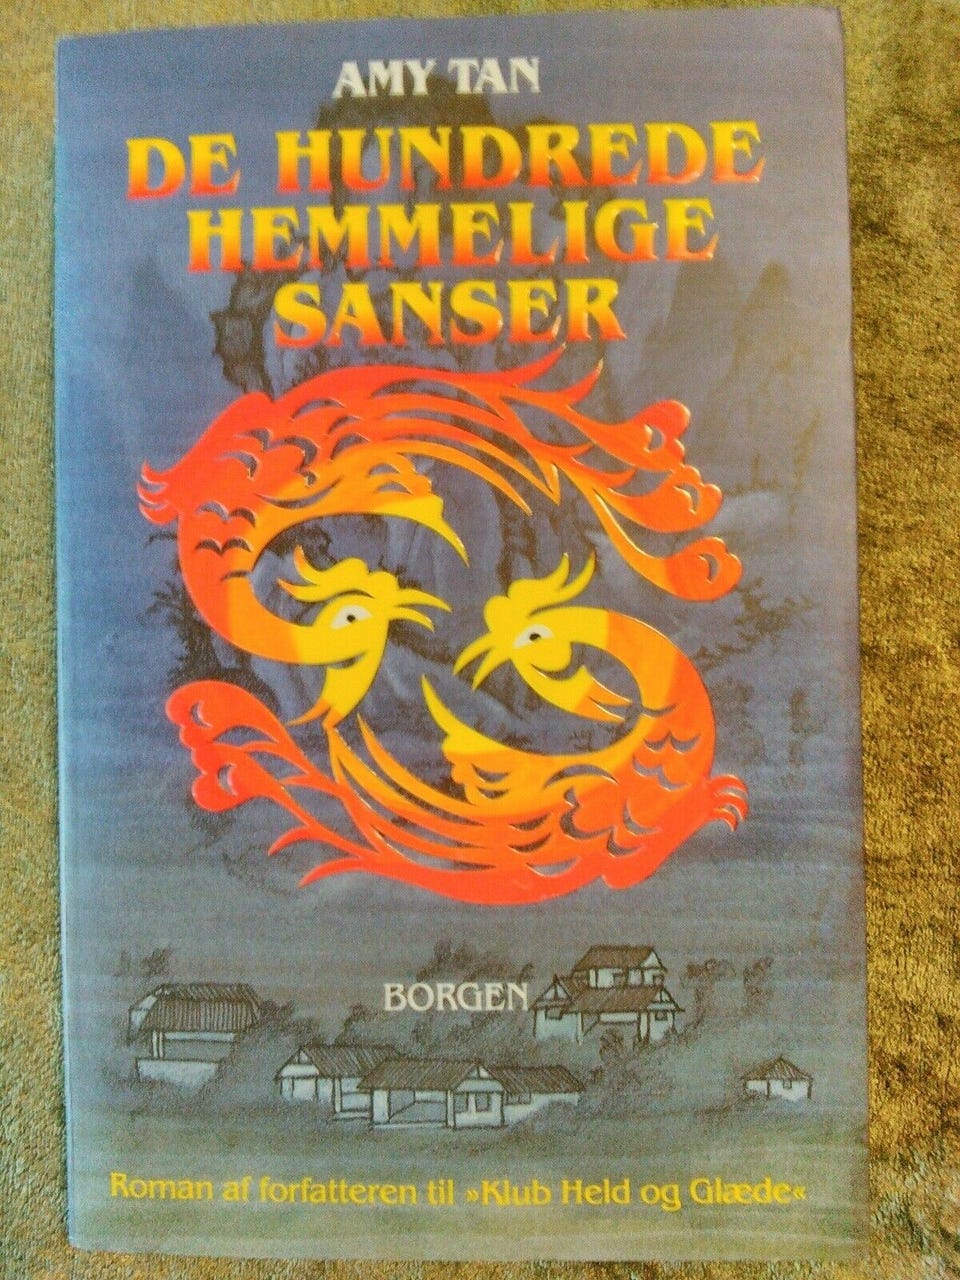 AMY TAN
DE HUNDREDE
HEMMELIGE
SANSER
BORGEN
Roman af forfatteren til »Klub Held og Glæde«